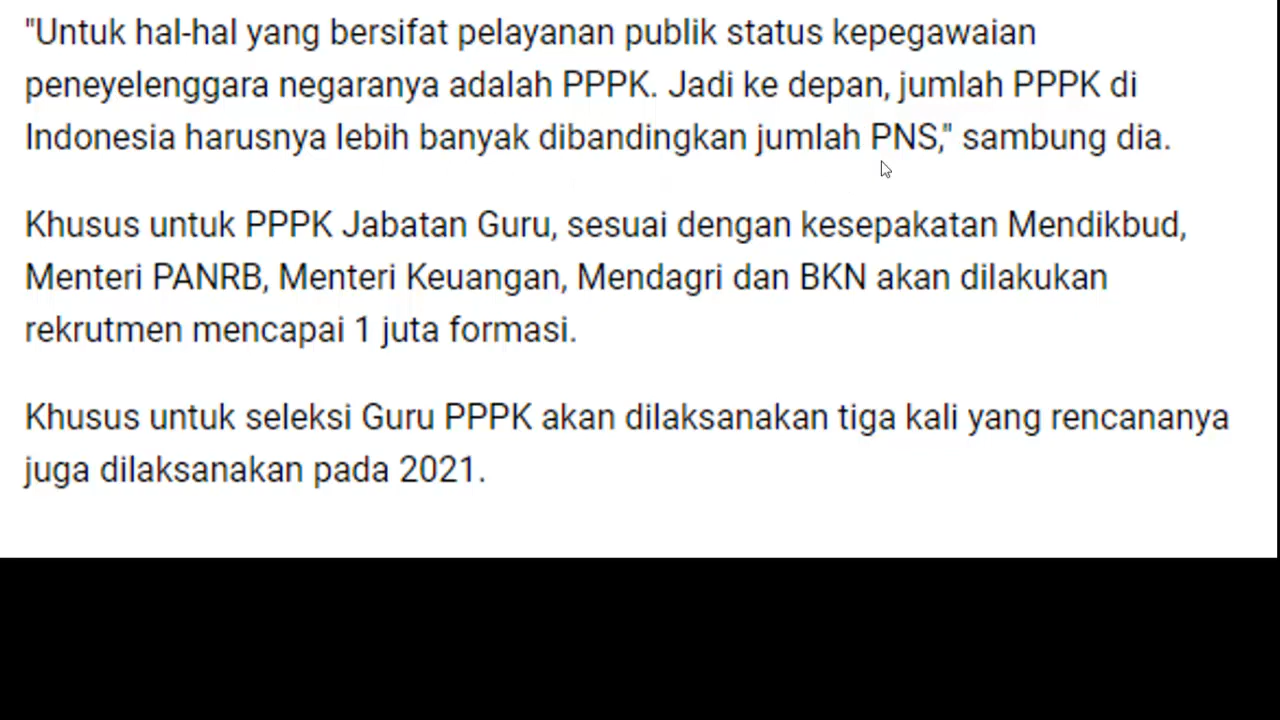 "Untuk hal-hal yang bersifat pelayanan publik status kepegawaian
peneyelenggara negaranya adalah PPPK. Jadi ke depan, jumlah PPPK di
Indonesia harusnya lebih banyak dibandingkan jumlah PNS," sambung dia.
Khusus untuk PPPK Jabatan Guru, sesuai dengan kesepakatan Mendikbud,
Menteri PANRB, Menteri Keuangan, Mendagri dan BKN akan dilakukan
rekrutmen mencapai 1 juta formasi.
Khusus untuk seleksi Guru PPPK akan dilaksanakan tiga kali yang rencananya
juga dilaksanakan pada 2021.